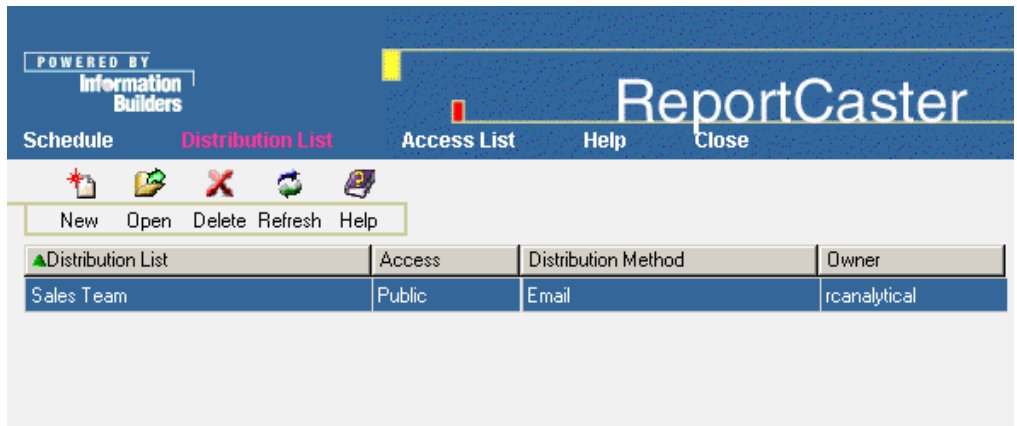 POWERED BY
Information
Builders
ReportCaster
Schedule Distribution List Access List Help Close
New Open Delete Refresh Help
Distribution List Access Distribution Method Owner
Sales Team Public Email rcanalytical